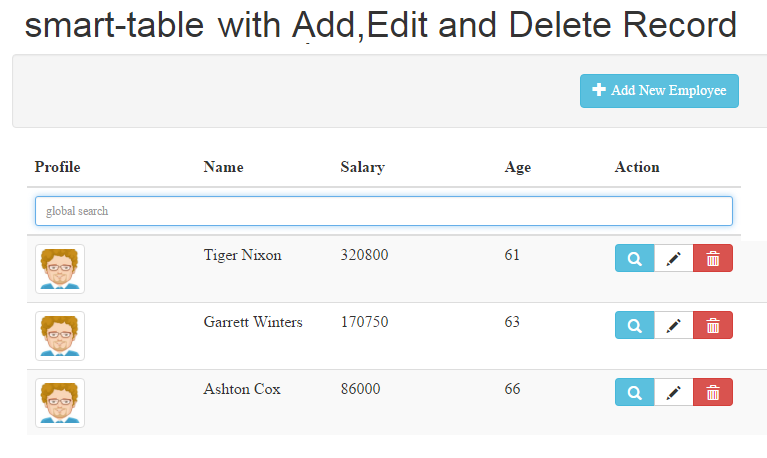 smart-table with Add,Edit and Delete Record
Add New Employee
Profile Name Salary Age Action
global search
Tiger Nixon 320800 61
Garrett Winters 170750 63
Ashton Cox 86000 66